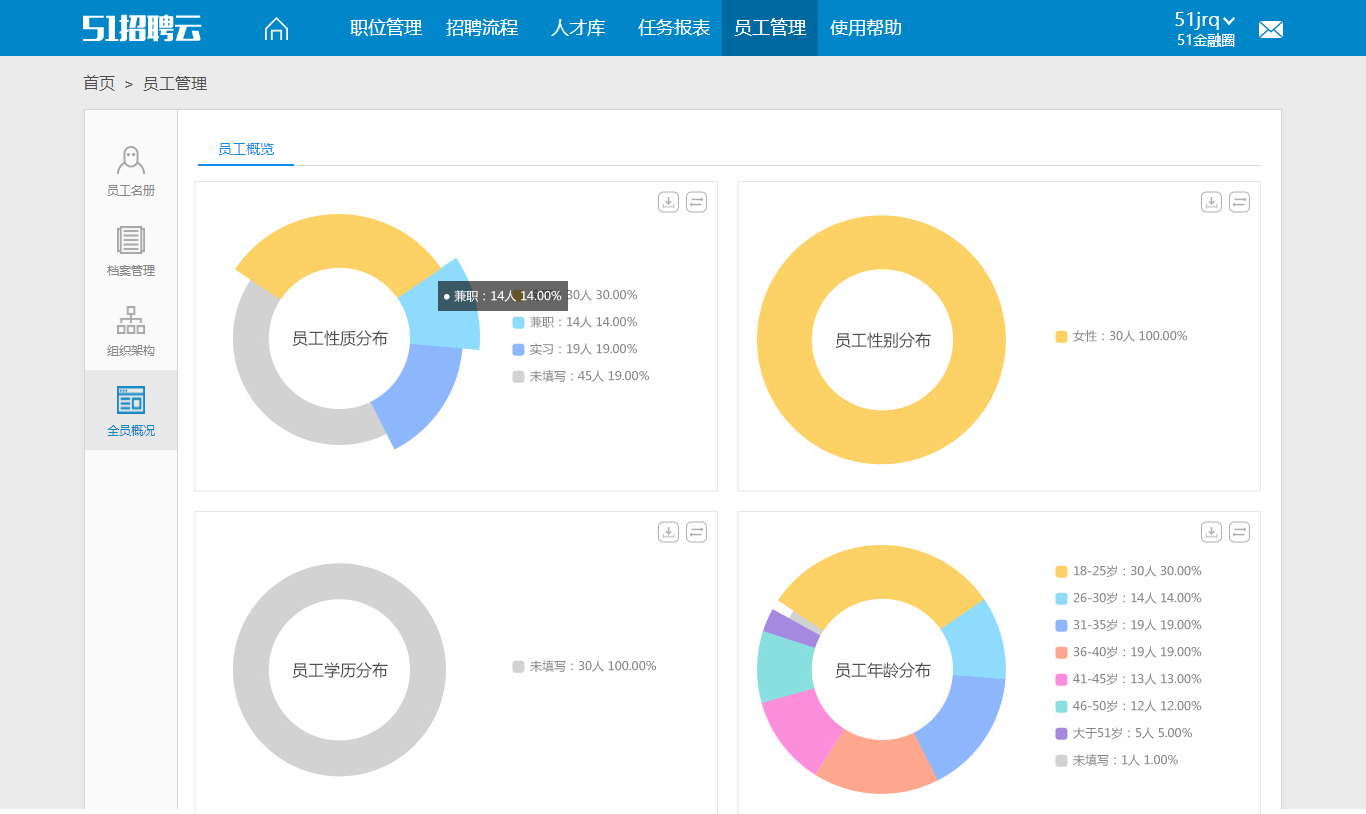 51招聘云
职位管理 招聘流程 人才库 任务报表 员工管理 使用帮助
51jrq
51金融圈
首页 > 员工管理
员工名册
档案管理
组织架构
全员概况
员工概览
员工质分布
兼职：14人 14.00%
30人 30.00%
兼职：14人 14.00%
实习：19人 19.00%
未填写：45人 19.00%
员工性别分布
女性：30人 100.00%
员工学历分布
未填写：30人 100.00%
员工年龄分布
18-25岁：30人 30.00%
26-30岁：14人 14.00%
31-35岁：19人 19.00%
36-40岁：19人 19.00%
41-45岁：13人 13.00%
46-50岁：12人 12.00%
大于51岁：5人 5.00%
未填写：1人 1.00%